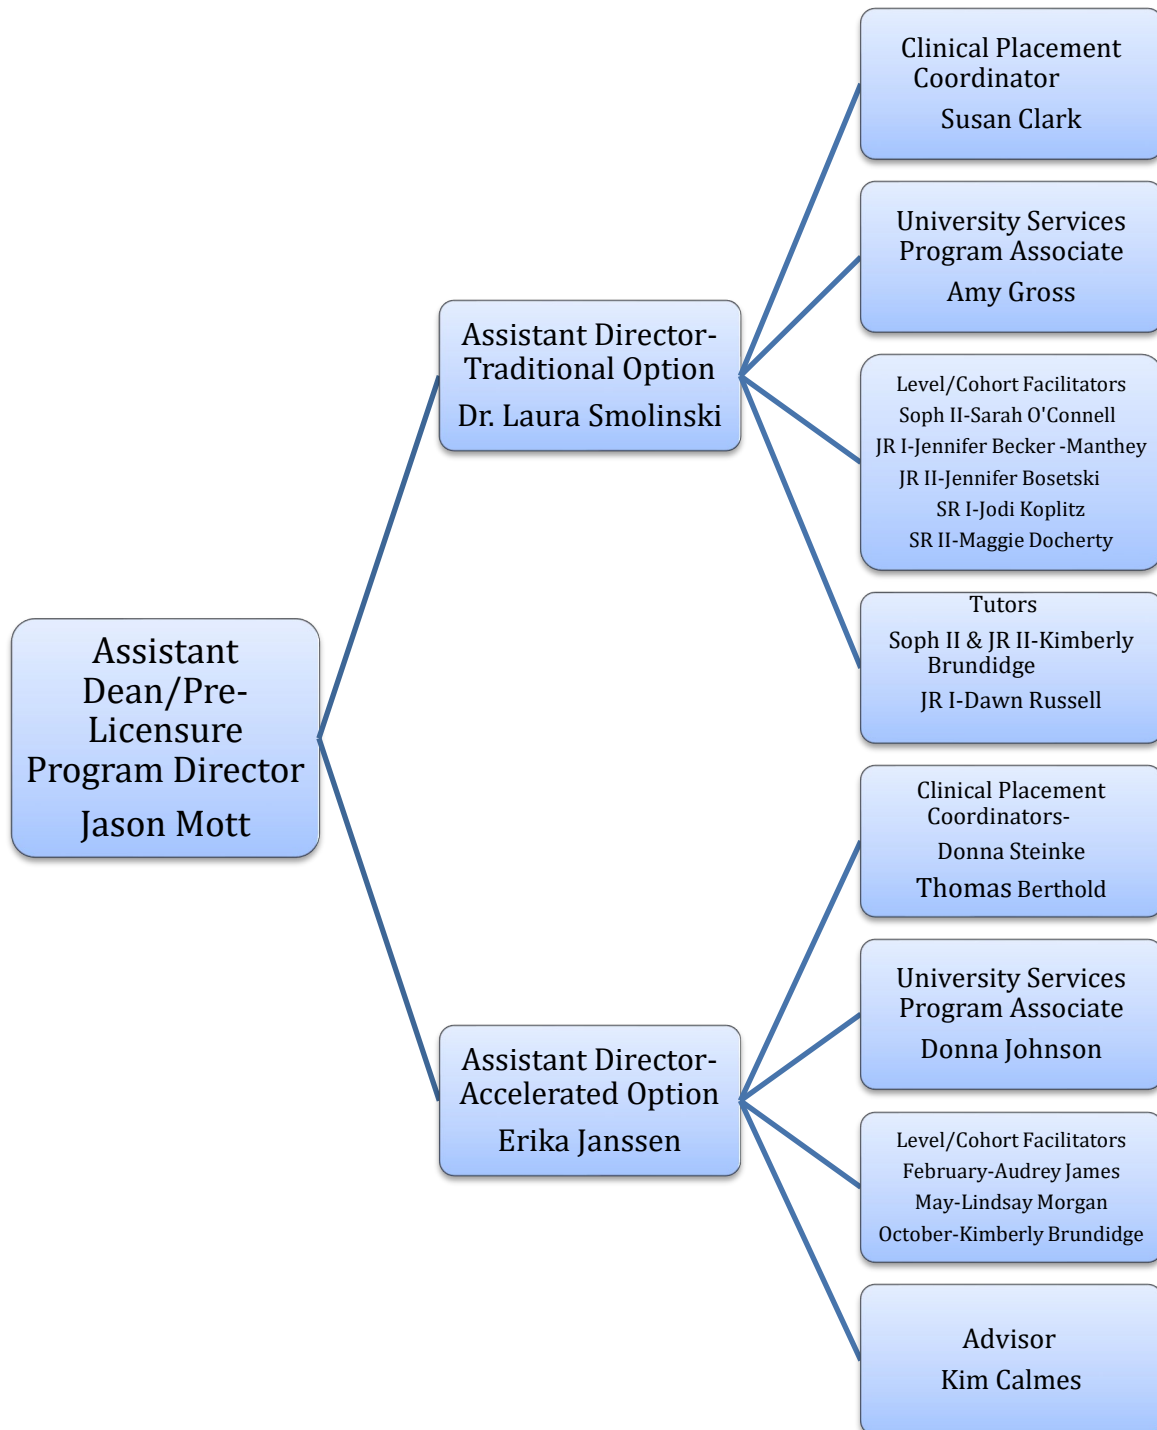 Assistant
Dean/Pre-
Licensure
Program Director
Jason Mott
Assistant Director-
Traditional Option
Dr. Laura Smolinski
Clinical Placement
Coordinator
Susan Clark
University Services
Program Associate
Amy Gross
Level/Cohort Facilitators
Soph II-Sarah O'Connell
JR I-Jennifer Becker -Manthey
JR II-Jennifer Bosetski
SR I-Jodi Koplitz
SR II-Maggie Docherty
Tutors
Soph II & JR II-Kimberly
Brundidge
JR I-Dawn Russell
Assistant Director-
Accelerated Option
Erika Janssen
Clinical Placement
Coordinators-
Donna Steinke
Thomas Berthold
University Services
Program Associate
Donna Johnson
Level/Cohort Facilitators
February-Audrey James
May-Lindsay Morgan
October-Kimberly Brundidge
Advisor
Kim Calmes